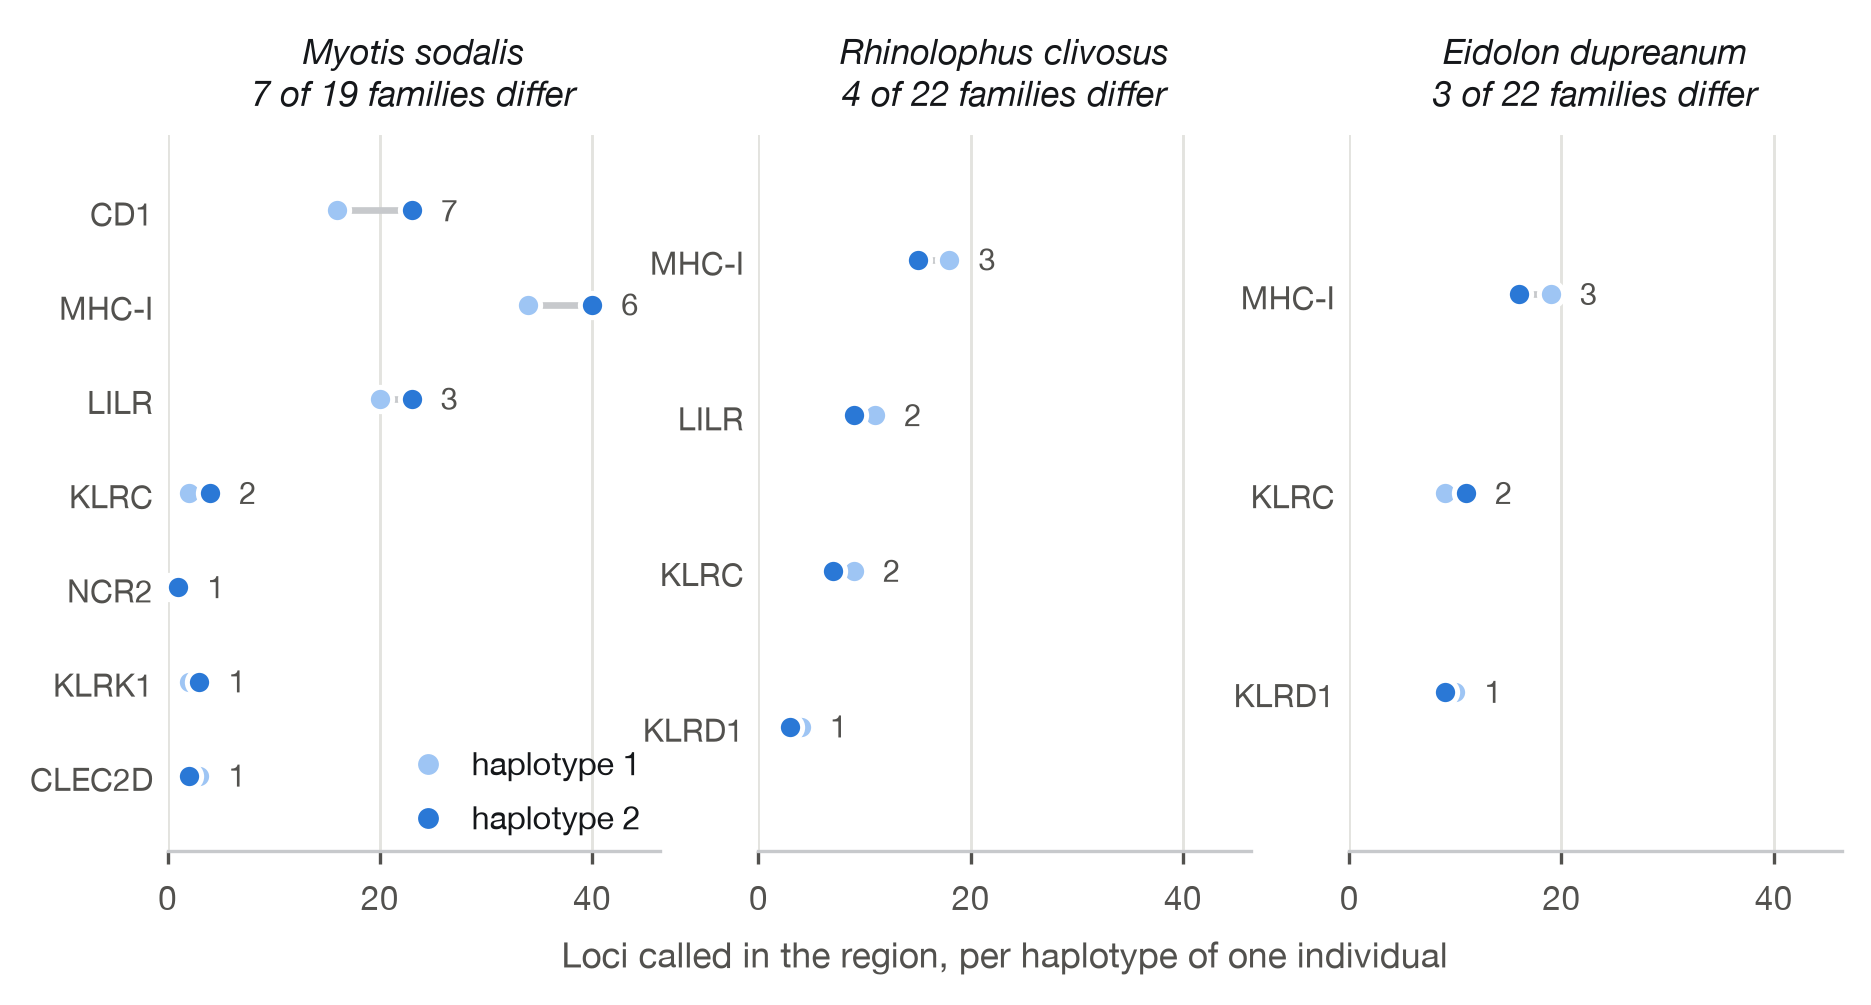 Myotis sodalis
7 of 19 families differ
Rhinolophus clivosus
4 of 22 families differ
Eidolon dupreanum
3 of 22 families differ
CD1
7
MHC-I
6
LILR
3
KLRC
2
NCR2
1
KLRK1
1
CLEC2D
1
haplotype 1
haplotype 2
0
20
40
MHC-I
3
LILR
2
KLRC
2
KLRD1
1
0
20
40
MHC-I
3
KLRC
2
KLRD1
1
0
20
40
Loci called in the region, per haplotype of one individual